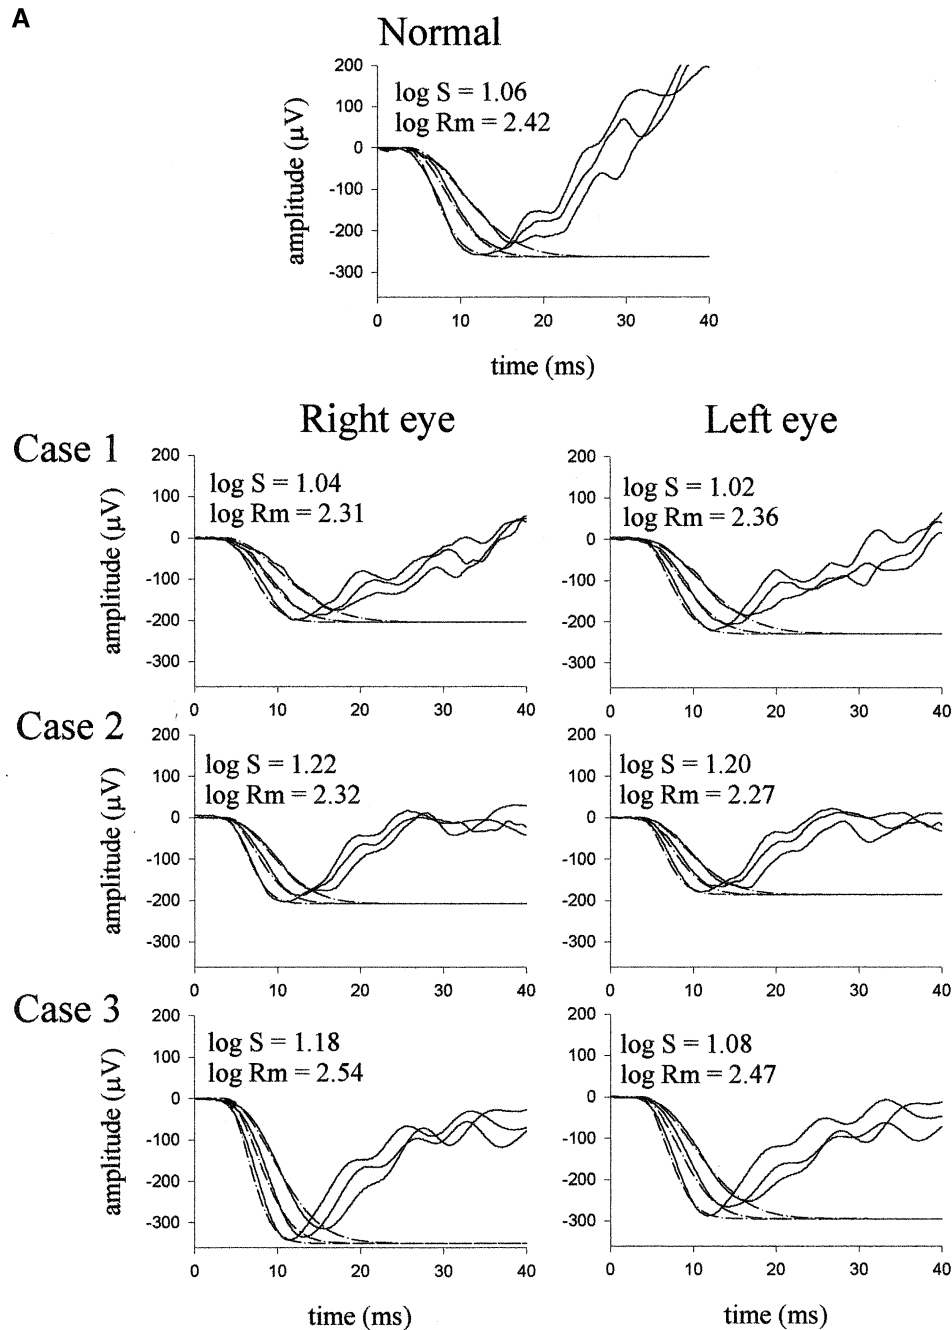 A
Normal
log S = 1.06
log Rm = 2.42
amplitude (µV)
200
100
0
-100
-200
-300
0 10 20 30 40
time (ms)
Right eye Left eye
Case 1
log S = 1.04
log Rm = 2.31
amplitude (µV)
200
100
0
-100
-200
-300
0 10 20 30 40
log S = 1.02
log Rm = 2.36
200
100
0
-100
-200
-300
0 10 20 30 40
Case 2
log S = 1.22
log Rm = 2.32
amplitude (µV)
200
100
0
-100
-200
-300
0 10 20 30 40
log S = 1.20
log Rm = 2.27
200
100
0
-100
-200
-300
0 10 20 30 40
Case 3
log S = 1.18
log Rm = 2.54
amplitude (µV)
200
100
0
-100
-200
-300
0 10 20 30 40
time (ms)
log S = 1.08
log Rm = 2.47
200
100
0
-100
-200
-300
0 10 20 30 40
time (ms)